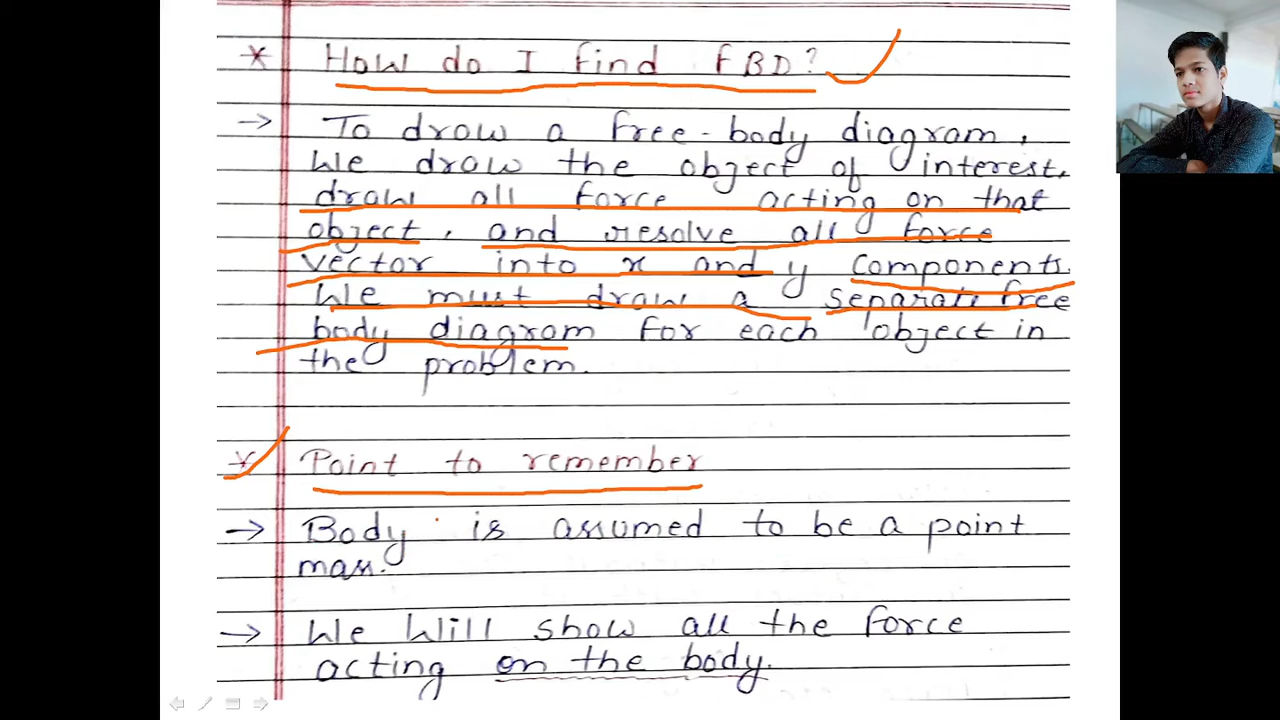 * How do I find FBD?
→ To draw a free-body diagram,
We draw the object of interest,
draw all force acting on that
object, and resolve all force
vector into x and y components.
We must draw a separate free
body diagram for each object in
the problem.
* Point to remember
→ Body is assumed to be a point
mass.
→ We Will show all the force
acting on the body.